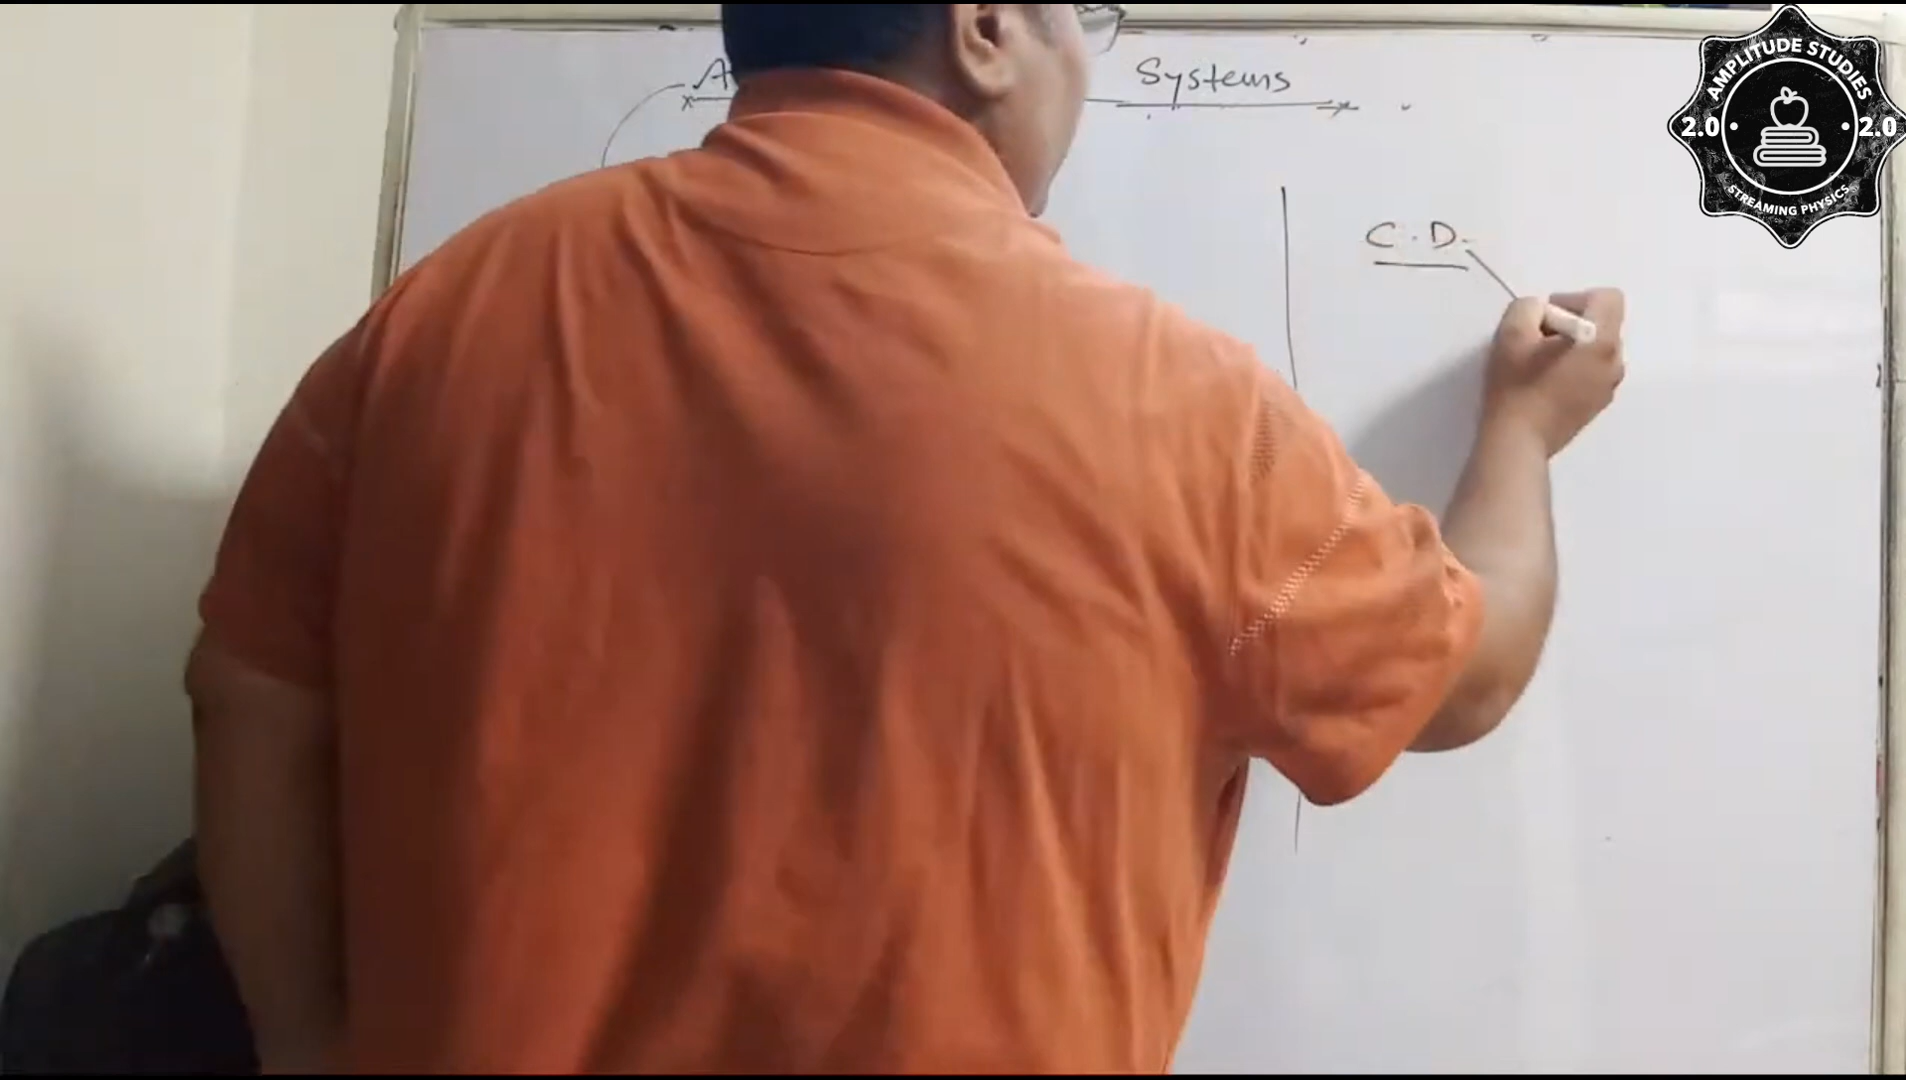 A
Systems
C.D.
AMPLITUDE STUDIES
2.0 2.0
STREAMING PHYSICS